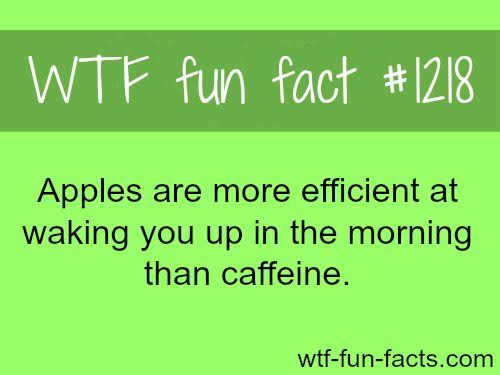 WTF fun fact #1218
Apples are more efficient at
waking you up in the morning
than caffeine.
wtf-fun-facts.com